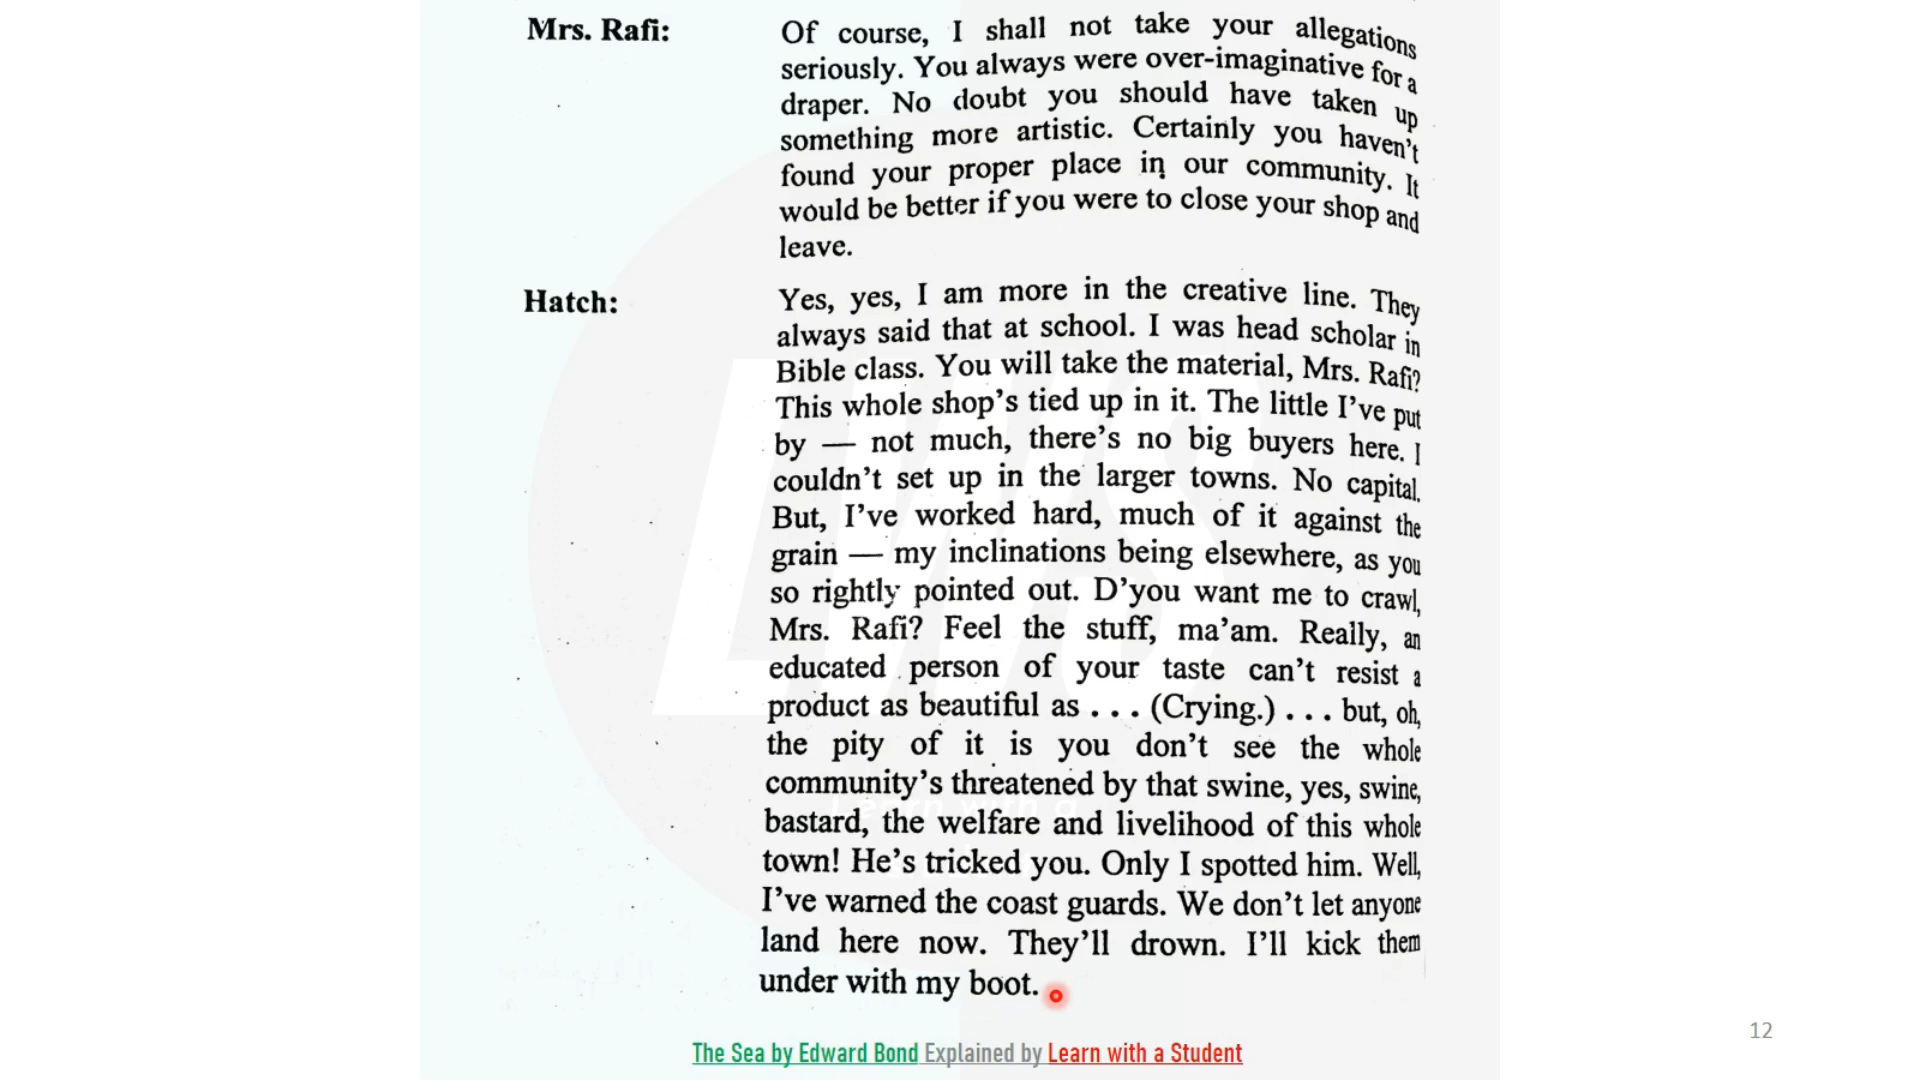 Mrs. Rafi: Of course, I shall not take your allegations
seriously. You always were over-imaginative for a
draper. No doubt you should have taken up
something more artistic. Certainly you haven't
found your proper place in our community. It
would be better if you were to close your shop and
leave.
Hatch: Yes, yes, I am more in the creative line. They
always said that at school. I was head scholar in
Bible class. You will take the material, Mrs. Rafi?
This whole shop's tied up in it. The little I've put
by — not much, there's no big buyers here. I
couldn't set up in the larger towns. No capital.
But, I've worked hard, much of it against the
grain — my inclinations being elsewhere, as you
so rightly pointed out. D'you want me to crawl,
Mrs. Rafi? Feel the stuff, ma'am. Really, an
educated person of your taste can't resist a
product as beautiful as . . . (Crying.) . . . but, oh,
the pity of it is you don't see the whole
community's threatened by that swine, yes, swine,
bastard, the welfare and livelihood of this whole
town! He's tricked you. Only I spotted him. Well,
I've warned the coast guards. We don't let anyone
land here now. They'll drown. I'll kick them
under with my boot.
LWS
Learn with a
The Sea by Edward Bond Explained by Learn with a Student
12